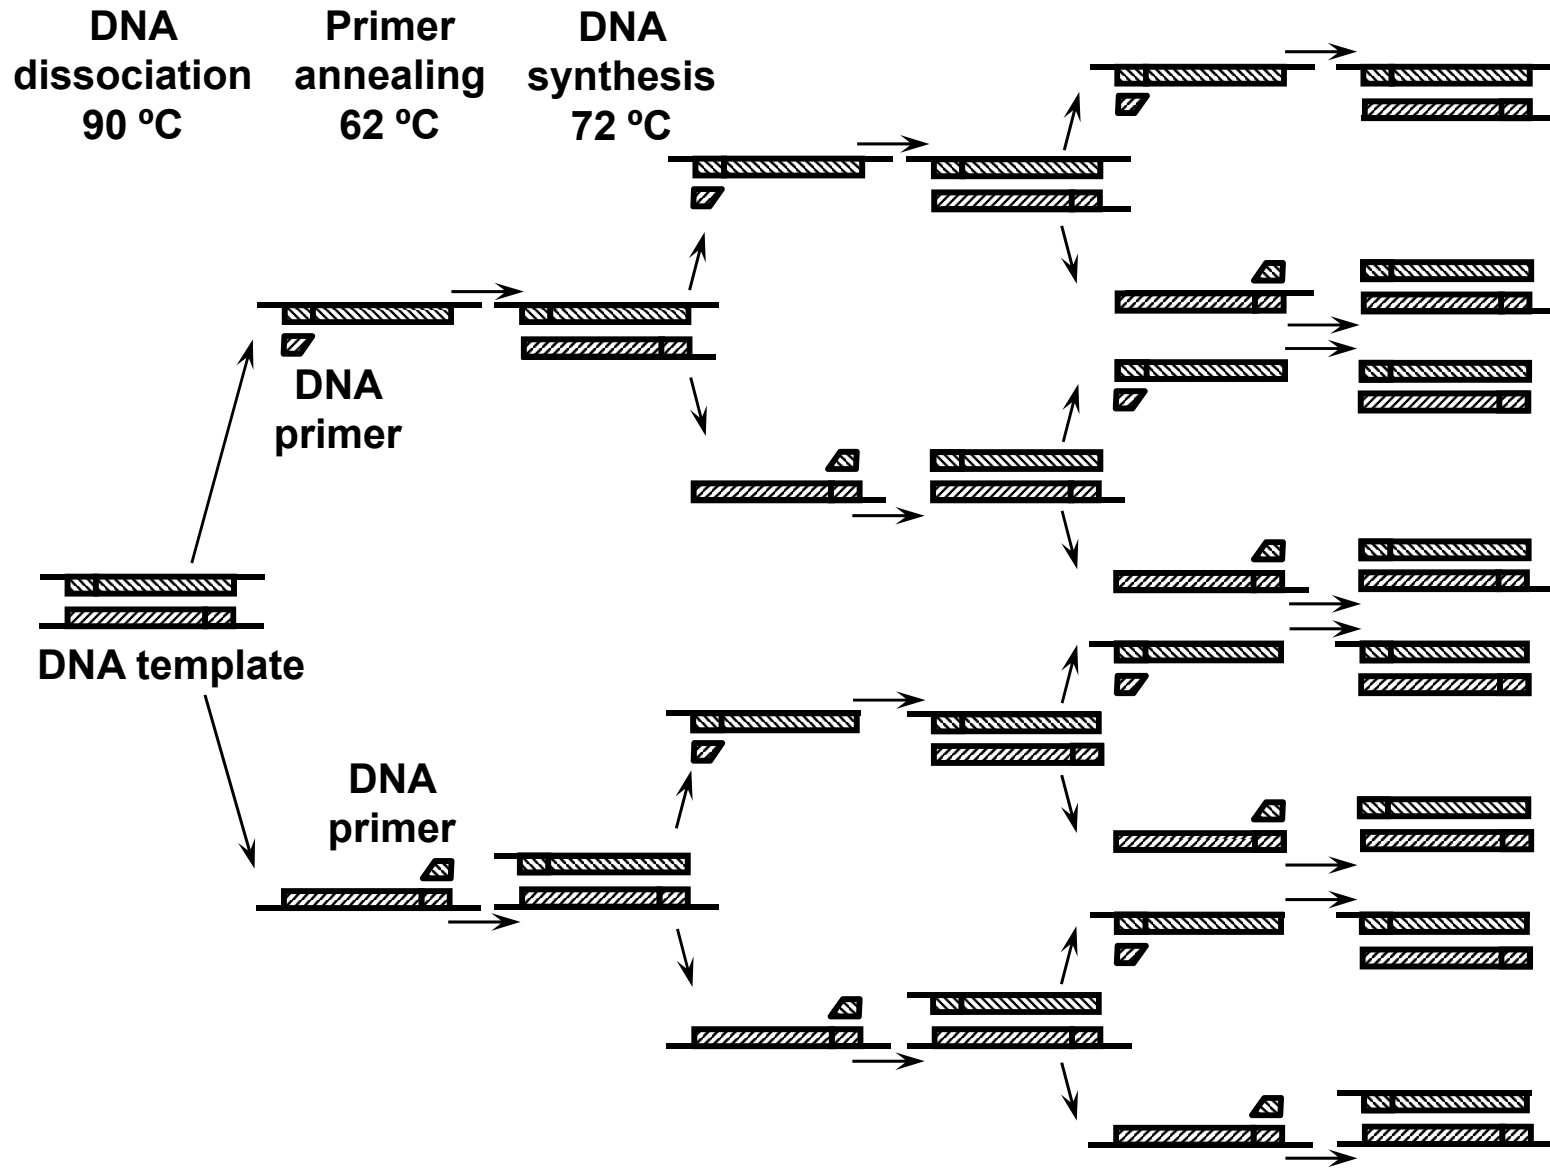 DNA
dissociation
90 ºC
Primer
annealing
62 ºC
DNA
synthesis
72 ºC
DNA
primer
DNA template
DNA
primer